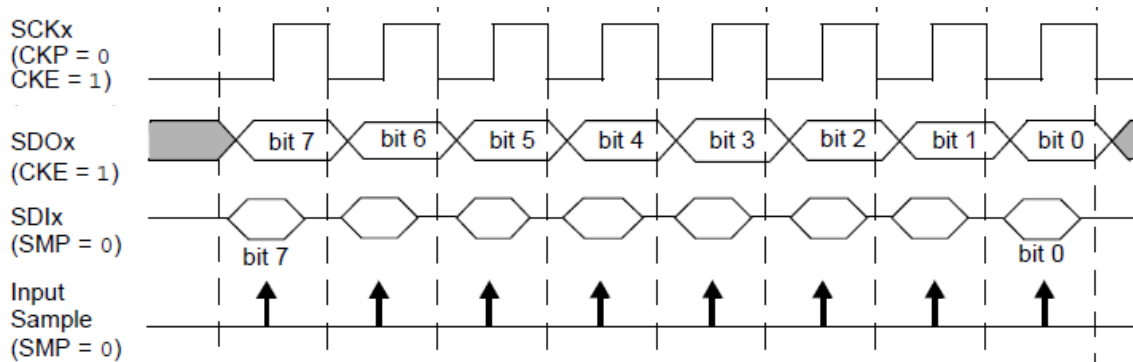 SCKx
(CKP = 0
CKE = 1)
SDOx
(CKE = 1)
bit 7 bit 6 bit 5 bit 4 bit 3 bit 2 bit 1 bit 0
SDIx
(SMP = 0)
bit 7 bit 0
Input
Sample
(SMP = 0)